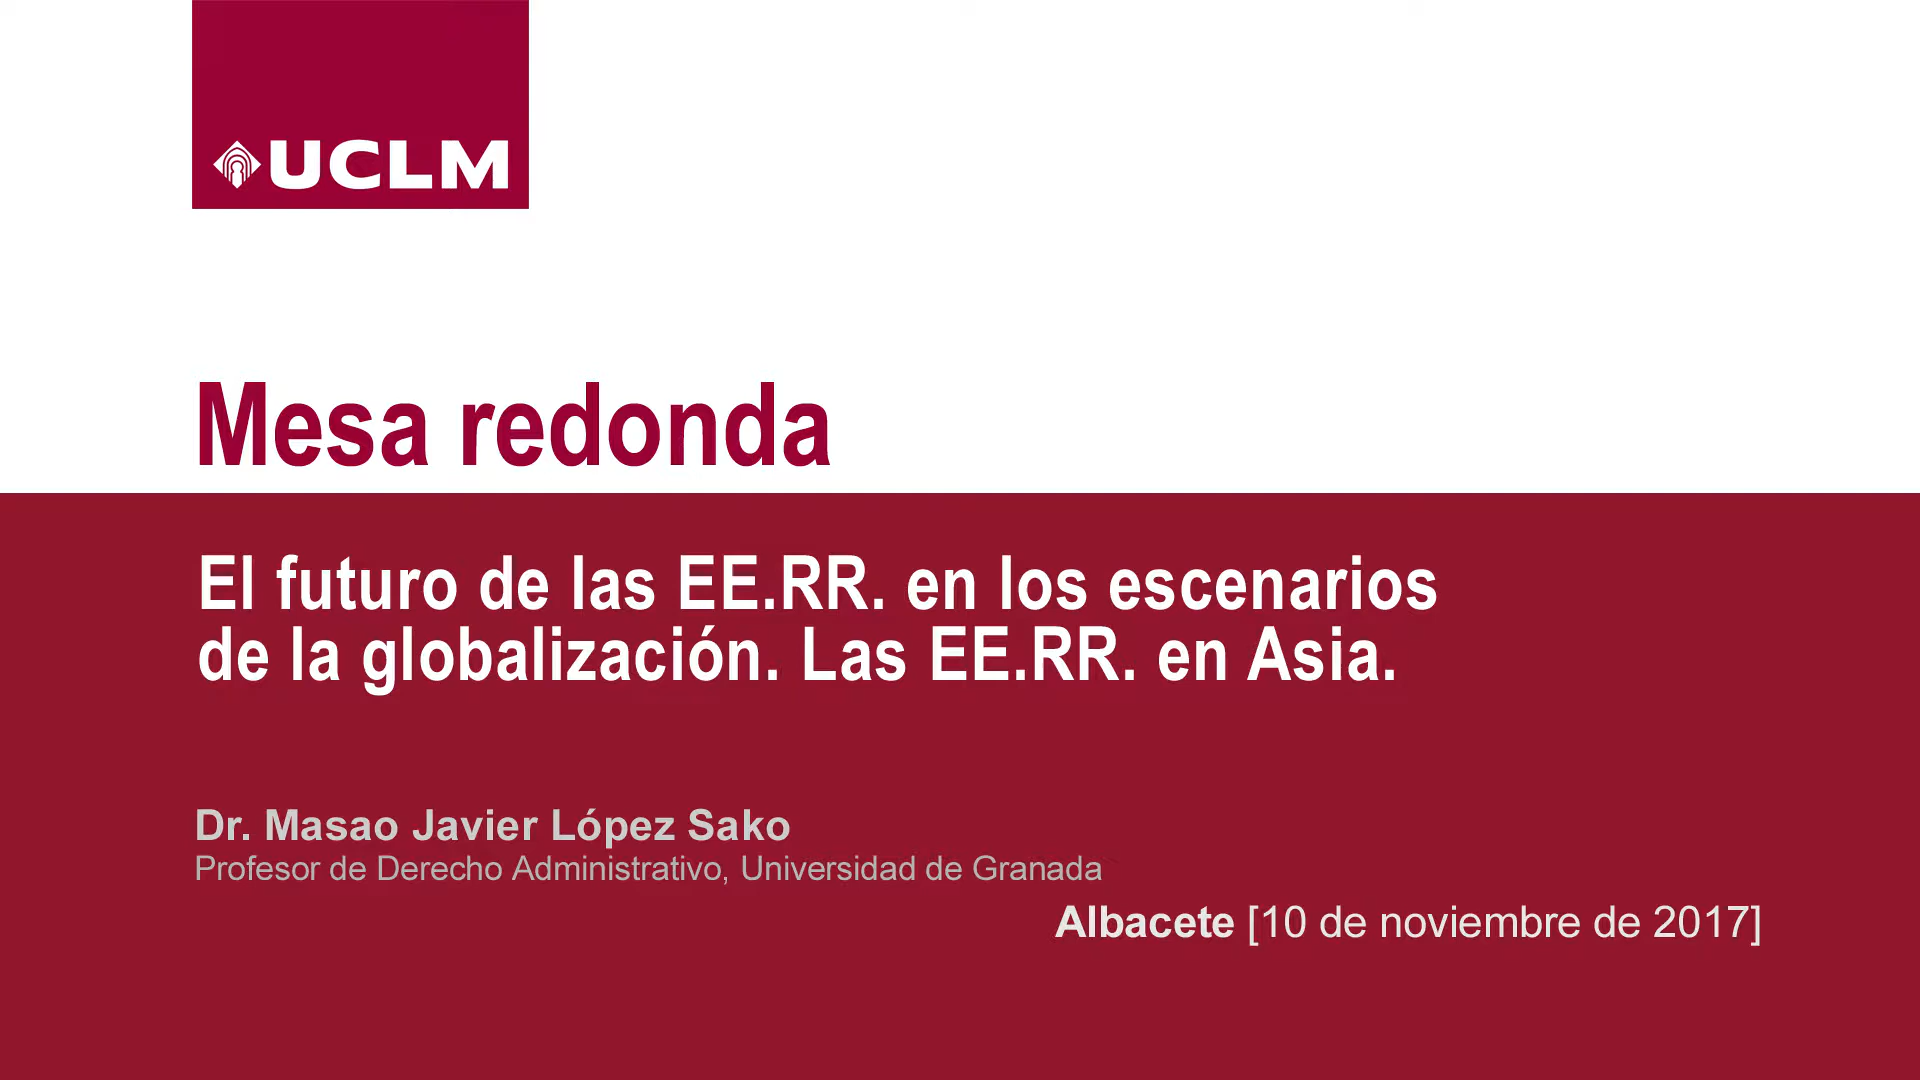 UCLM
Mesa redonda
El futuro de las EE.RR. en los escenarios
de la globalización. Las EE.RR. en Asia.
Dr. Masao Javier López Sako
Profesor de Derecho Administrativo, Universidad de Granada
Albacete [10 de noviembre de 2017]